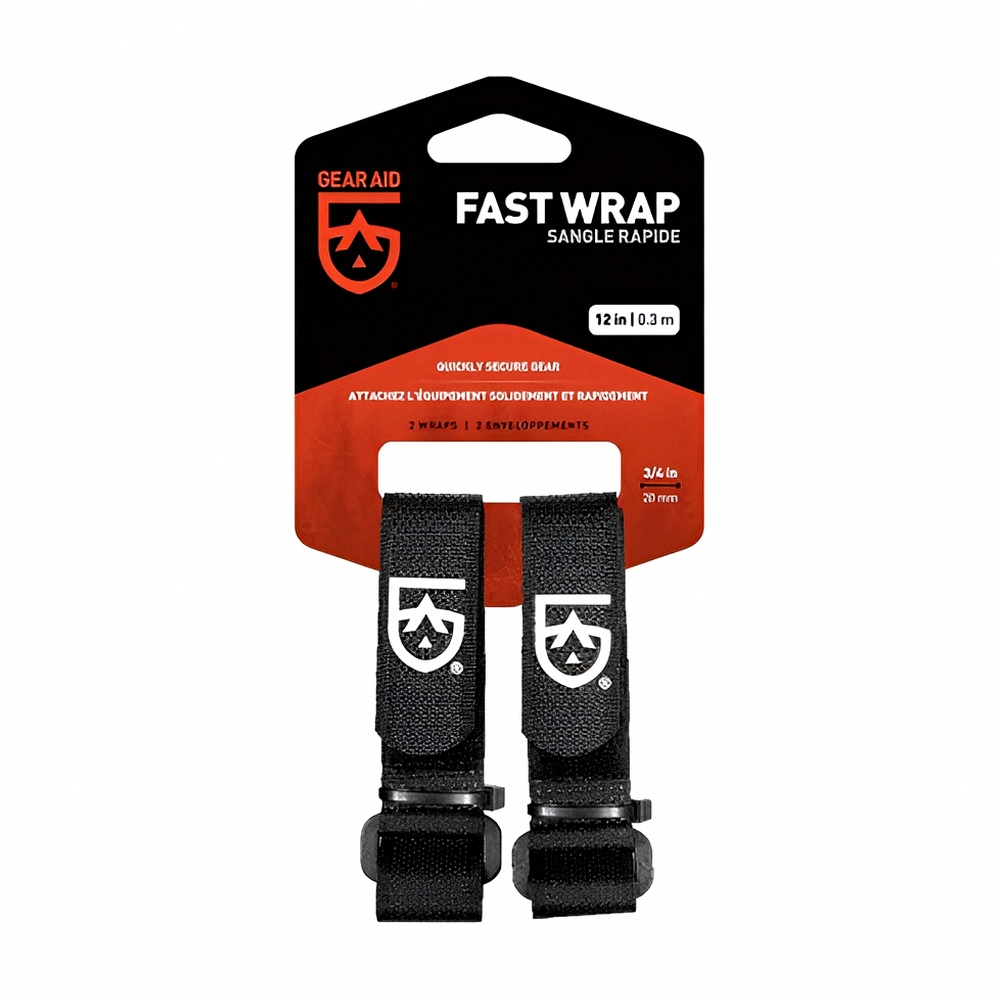 GEAR AID
FAST WRAP
SANGLE RAPIDE
12 in | 0.3 m
QUICKLY SECURE GEAR
ATTACHEZ L'ÉQUIPEMENT SOLIDEMENT ET RAPIDEMENT
2 WRAPS | 2 ENVELOPPEMENTS
3/4 in
20 mm